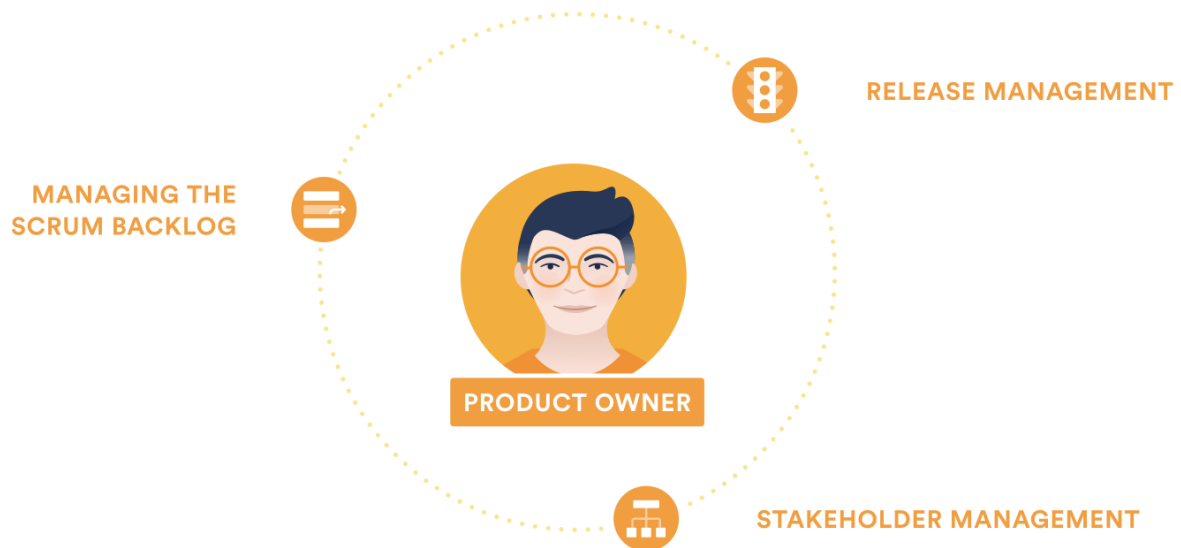 RELEASE MANAGEMENT
MANAGING THE
SCRUM BACKLOG
PRODUCT OWNER
STAKEHOLDER MANAGEMENT